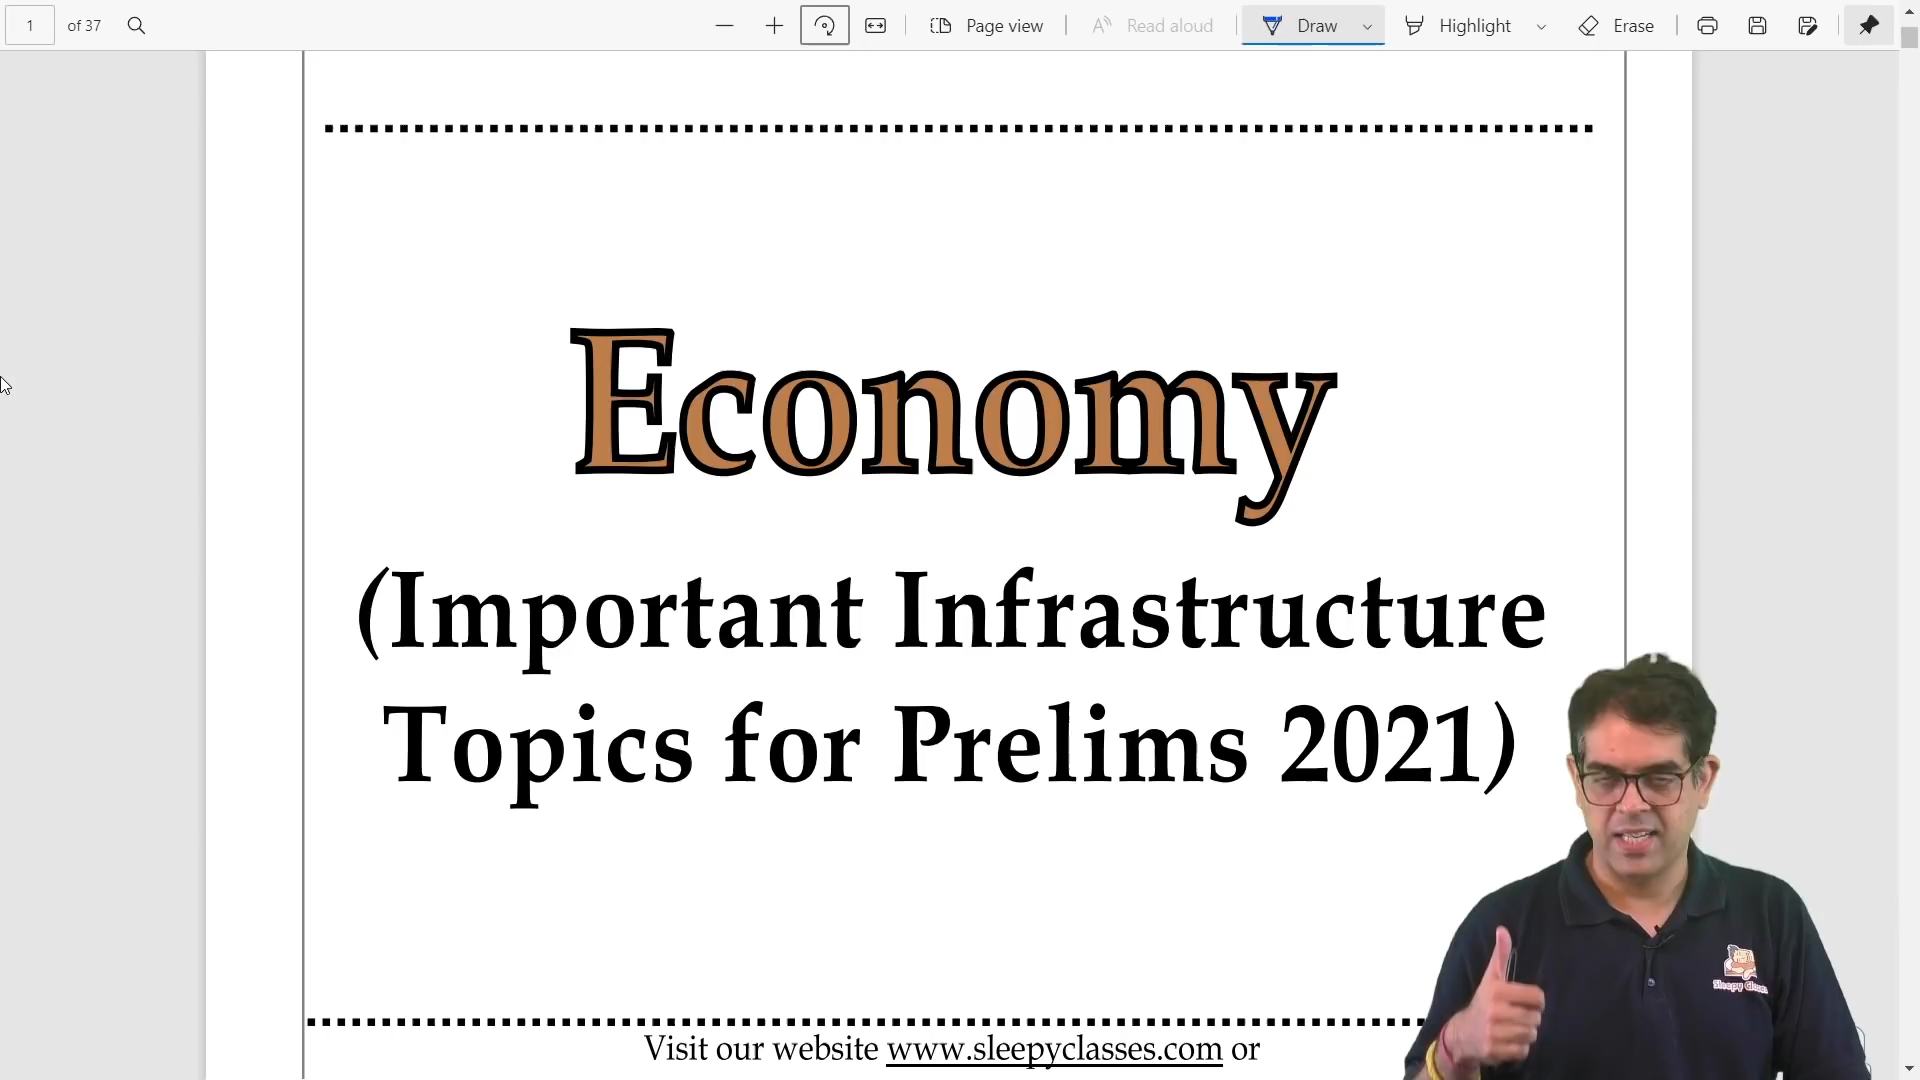 1 of 37 Page view Read aloud Draw Highlight Erase
Economy
(Important Infrastructure
Topics for Prelims 2021)
Sleepy
Visit our website www.sleepyclasses.com or